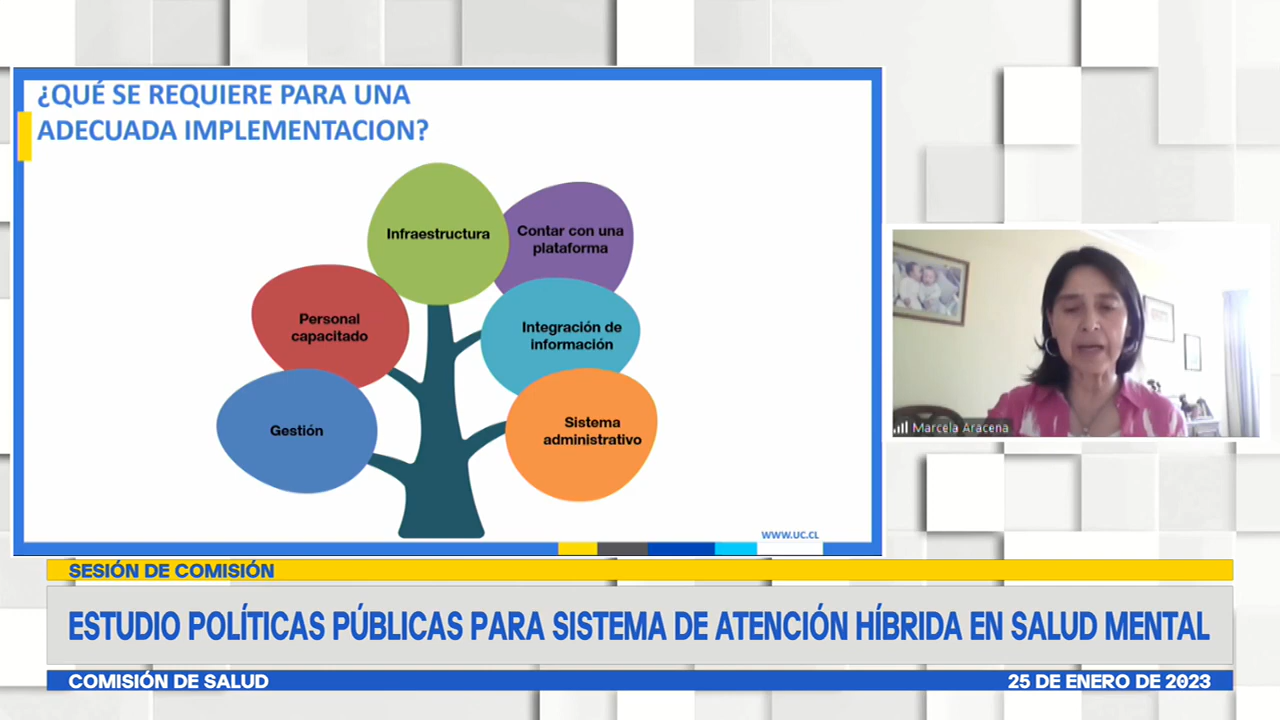 ¿QUÉ SE REQUIERE PARA UNA
ADECUADA IMPLEMENTACION?
Infraestructura
Contar con una
plataforma
Personal
capacitado
Integración de
información
Gestión
Sistema
administrativo
WWW.UC.CL
Marcela Aracena
SESIÓN DE COMISIÓN
ESTUDIO POLÍTICAS PÚBLICAS PARA SISTEMA DE ATENCIÓN HÍBRIDA EN SALUD MENTAL
COMISIÓN DE SALUD
25 DE ENERO DE 2023